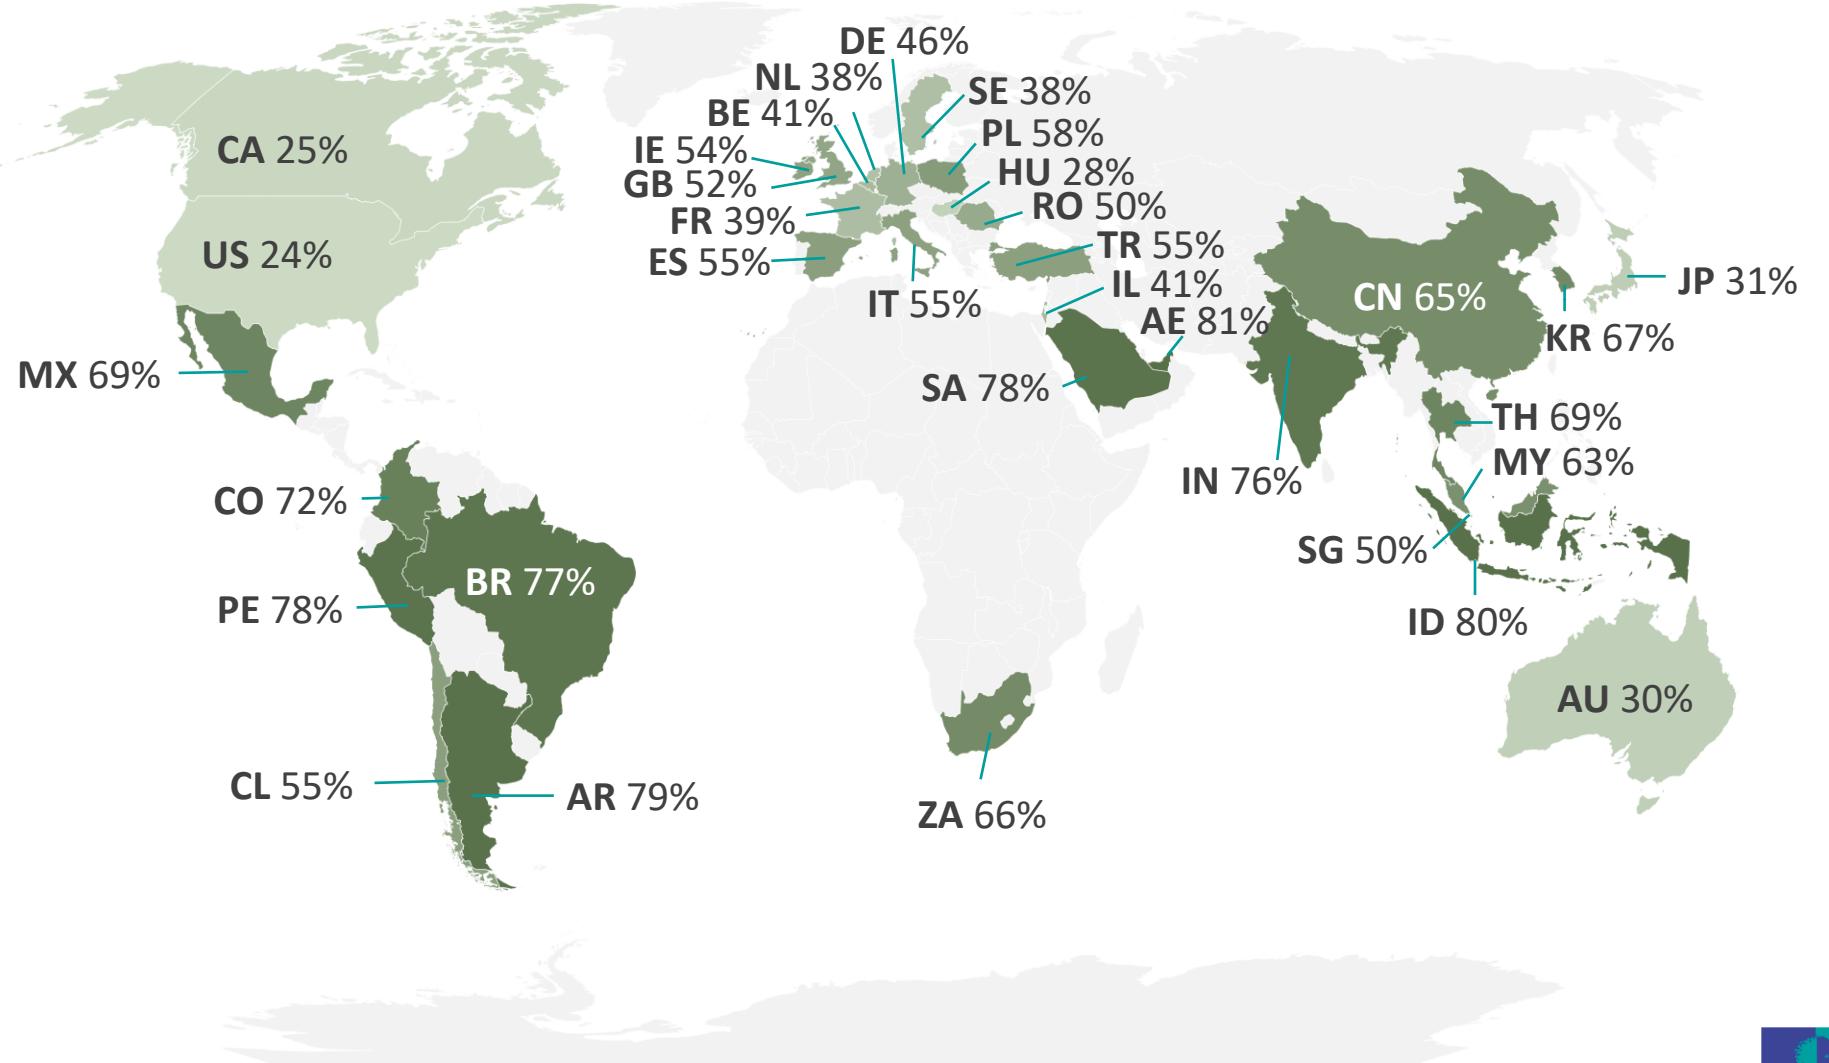 DE 46%
NL 38%
SE 38%
BE 41%
PL 58%
IE 54%
HU 28%
GB 52%
RO 50%
FR 39%
TR 55%
ES 55%
IL 41%
IT 55%
AE 81%
CA 25%
US 24%
JP 31%
CN 65%
KR 67%
MX 69%
SA 78%
TH 69%
MY 63%
IN 76%
CO 72%
SG 50%
BR 77%
PE 78%
ID 80%
AU 30%
CL 55%
AR 79%
ZA 66%